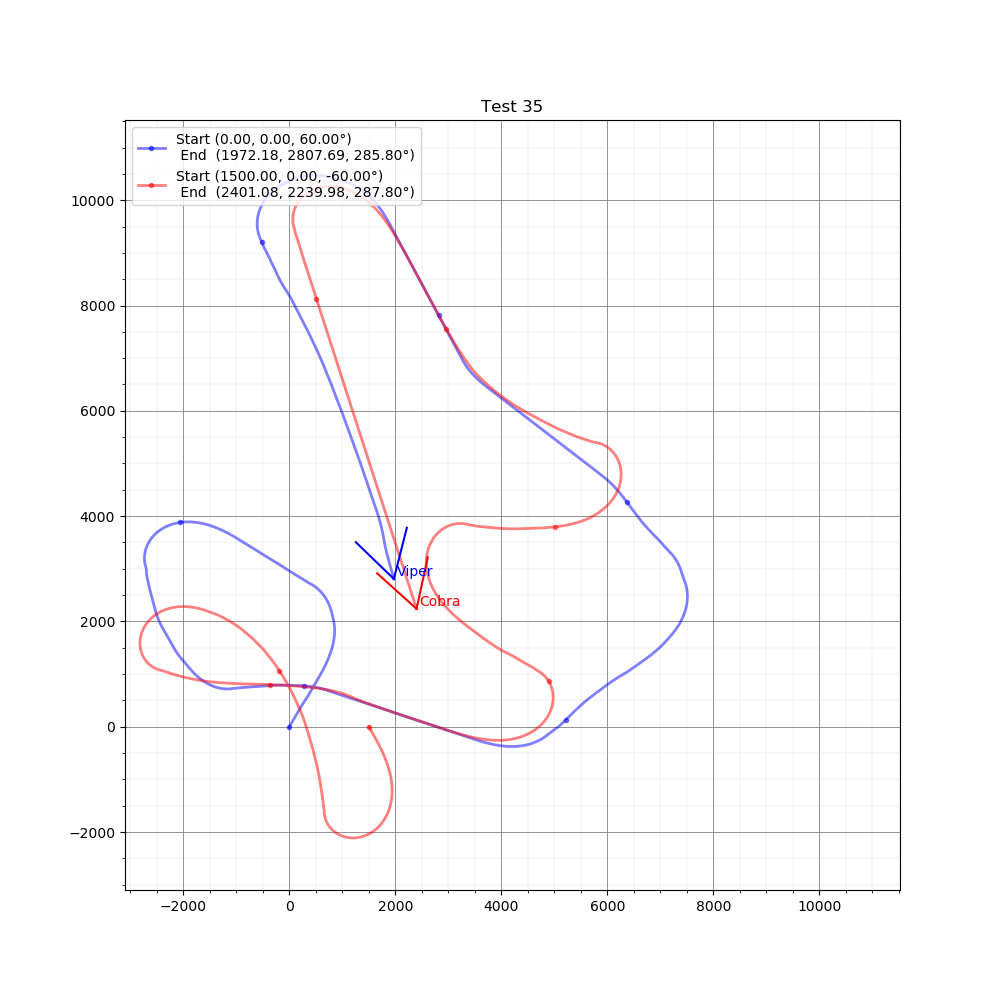 Test 35
Start (0.00, 0.00, 60.00°)
End (1972.18, 2807.69, 285.80°)
Start (1500.00, 0.00, -60.00°)
End (2401.08, 2239.98, 287.80°)
10000
8000
6000
4000
2000
0
−2000
Viper
Cobra
−2000 0 2000 4000 6000 8000 10000